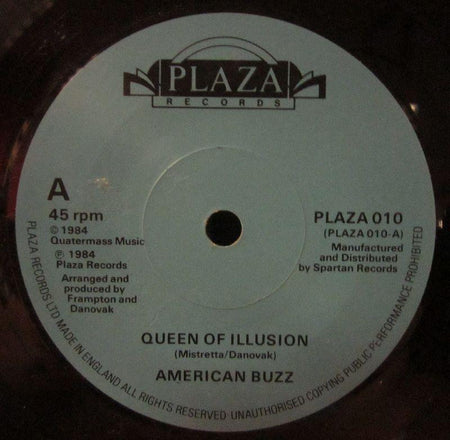 PLAZA
RECORDS
A
45 rpm
© 1984
Quatermass Music
℗ 1984
Plaza Records
Arranged and
produced by
Frampton and
Danovak
PLAZA 010
(PLAZA 010-A)
Manufactured
and Distributed
by Spartan Records
QUEEN OF ILLUSION
(Mistretta/Danovak)
AMERICAN BUZZ
PLAZA RECORDS LTD MADE IN ENGLAND ALL RIGHTS RESERVED UNAUTHORISED COPYING PUBLIC PERFORMANCE PROHIBITED